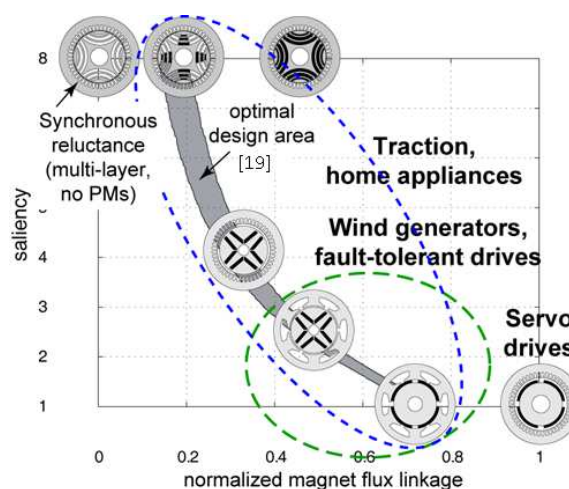 8
Synchronous
reluctance
(multi-layer,
no PMs)
optimal
design area
[19]
Traction,
home appliances
Wind generators,
fault-tolerant drives
Servo
drives
saliency
4
3
2
1
0 0.2 0.4 0.6 0.8 1
normalized magnet flux linkage